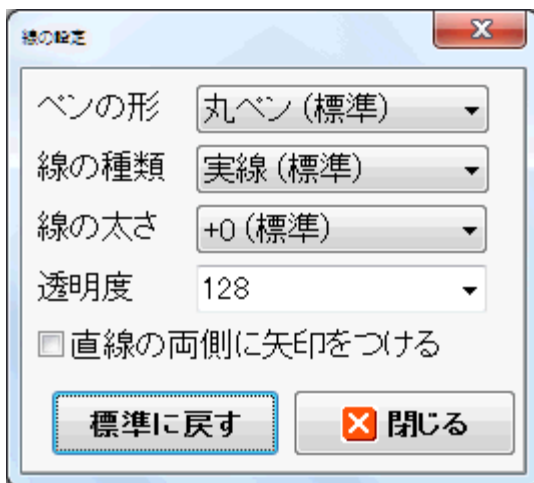 線の設定
ペンの形 丸ペン (標準)
線の種類 実線 (標準)
線の太さ +0 (標準)
透明度 128
直線の両側に矢印をつける
標準に戻す 閉じる